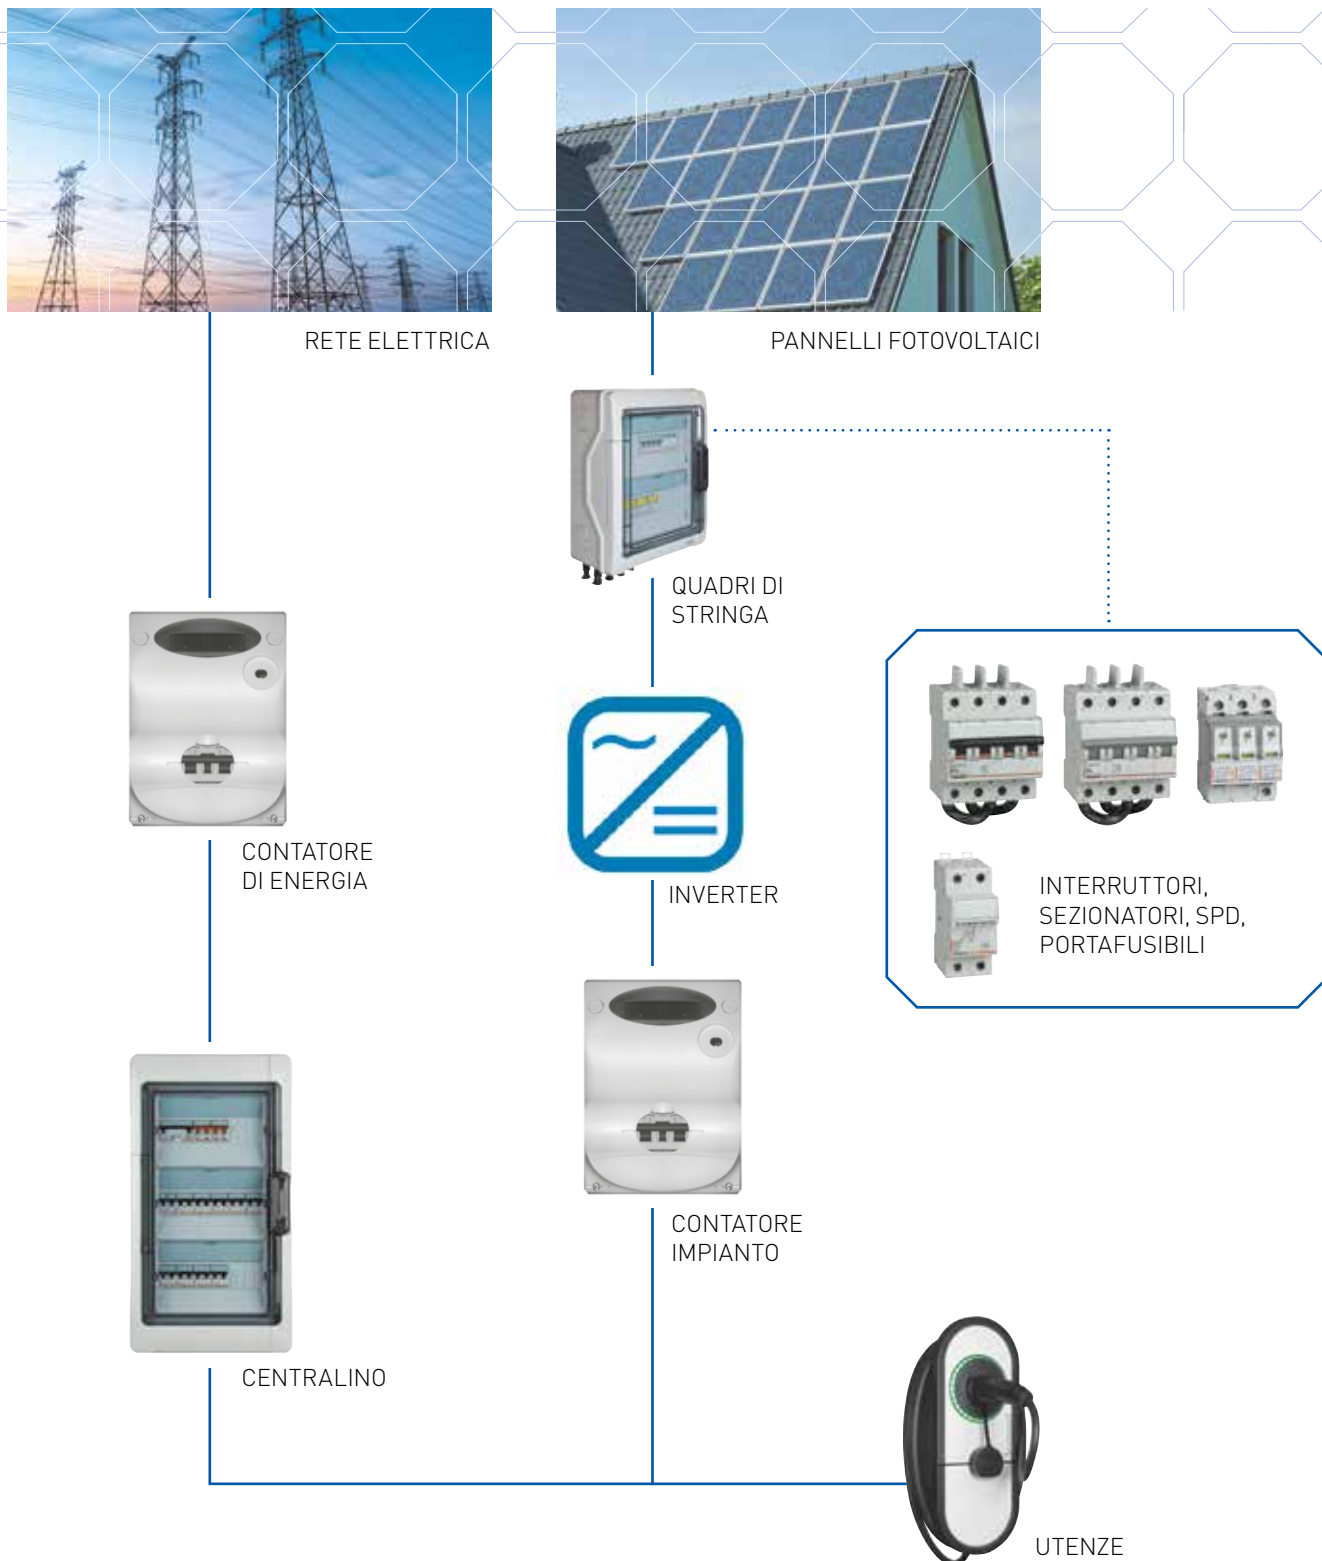 RETE ELETTRICA
PANNELLI FOTOVOLTAICI
QUADRI DI
STRINGA
CONTATORE
DI ENERGIA
INVERTER
INTERRUTTORI,
SEZIONATORI, SPD,
PORTAFUSIBILI
CONTATORE
IMPIANTO
CENTRALINO
UTENZE